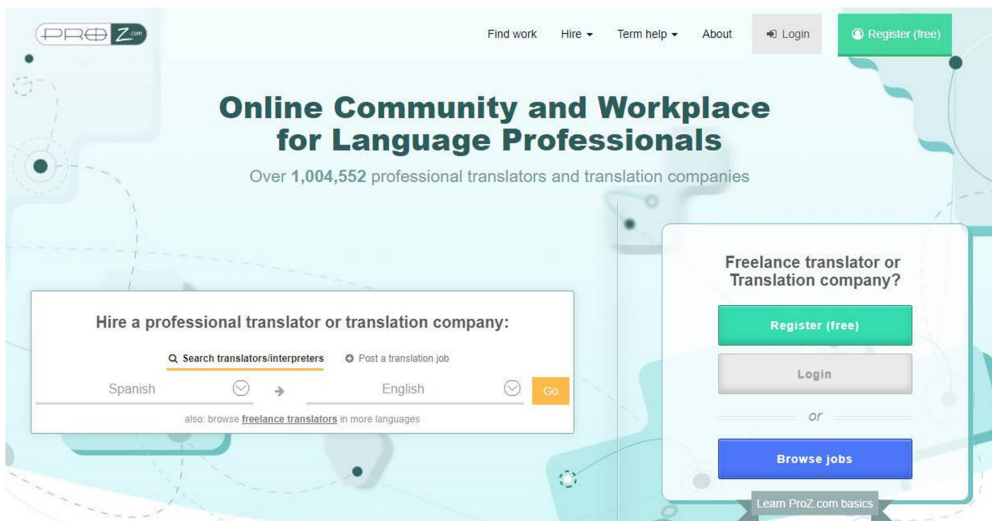 PROZ.com
Find work Hire Term help About Login Register (free)
Online Community and Workplace
for Language Professionals
Over 1,004,552 professional translators and translation companies
Hire a professional translator or translation company:
Search translators/interpreters Post a translation job
Spanish English Go
also: browse freelance translators in more languages
Freelance translator or
Translation company?
Register (free)
Login
or
Browse jobs
Learn ProZ.com basics